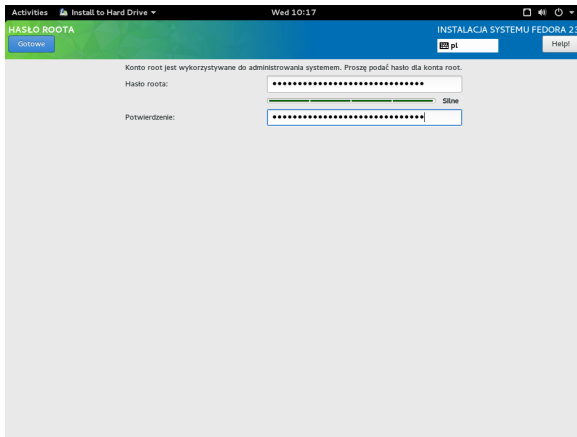 Activities Install to Hard Drive Wed 10:17
HASŁO ROOTA INSTALACJA SYSTEMU FEDORA 23
Gotowe pl Help!
Konto root jest wykorzystywane do administrowania systemem. Proszę podać hasło dla konta root.
Hasło roota: ••••••••••••••••••••••••••••••
Silne
Potwierdzenie: ••••••••••••••••••••••••••••••